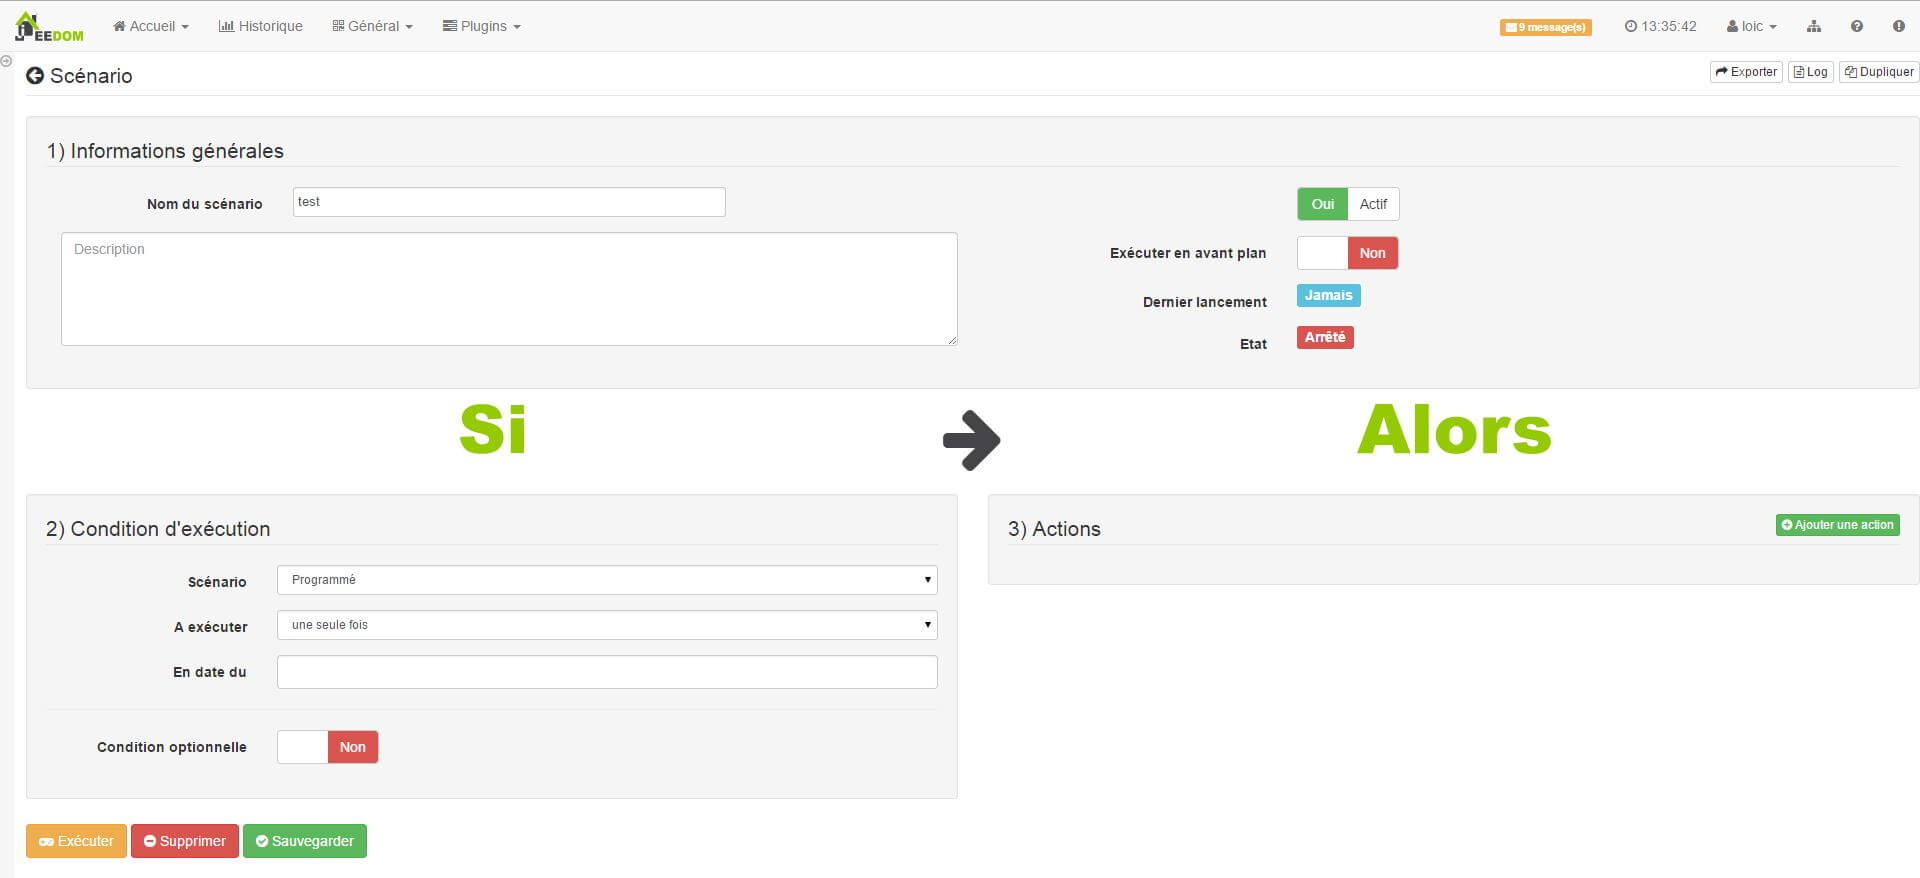 JEEDOM Accueil Historique Général Plugins 9 message(s) 13:35:42 loic
Scénario Exporter Log Dupliquer
1) Informations générales
Nom du scénario test Oui Actif
Description
Exécuter en avant plan Non
Dernier lancement Jamais
Etat Arrêté
Si Alors
2) Condition d'exécution
Scénario Programmé
A exécuter une seule fois
En date du
Condition optionnelle Non
3) Actions Ajouter une action
Exécuter Supprimer Sauvegarder